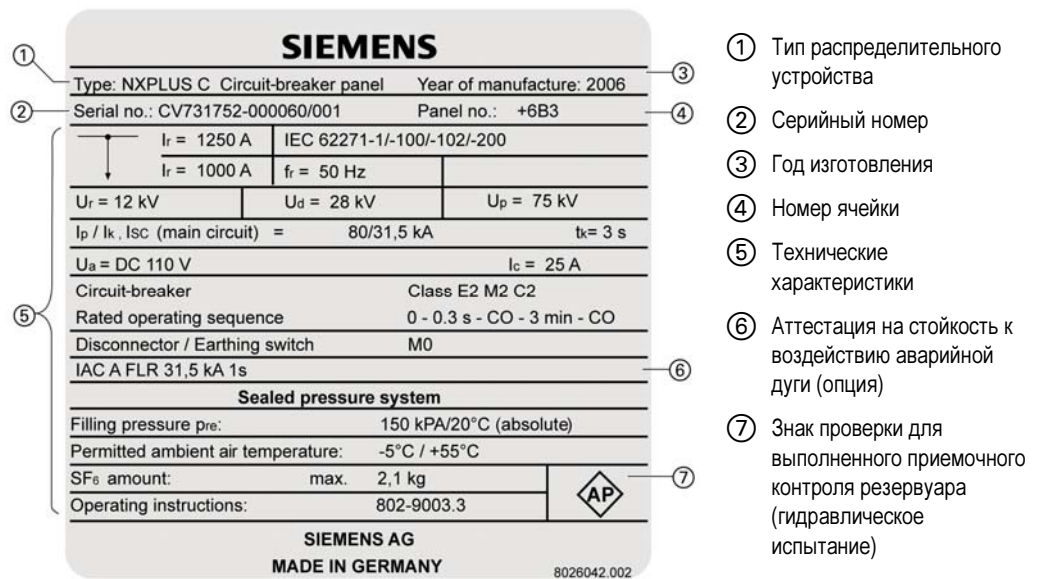 SIEMENS
Type: NXPLUS C Circuit-breaker panel Year of manufacture: 2006
Serial no.: CV731752-000060/001 Panel no.: +6B3
Ir = 1250 A IEC 62271-1/-100/-102/-200
Ir = 1000 A fr = 50 Hz
Ur = 12 kV Ud = 28 kV Up = 75 kV
Ip / Ik , ISC (main circuit) = 80/31,5 kA tk= 3 s
Ua = DC 110 V Ic = 25 A
Circuit-breaker Class E2 M2 C2
Rated operating sequence 0 - 0.3 s - CO - 3 min - CO
Disconnector / Earthing switch M0
IAC A FLR 31,5 kA 1s
Sealed pressure system
Filling pressure pre: 150 kPA/20°C (absolute)
Permitted ambient air temperature: -5°C / +55°C
SF6 amount: max. 2,1 kg
Operating instructions: 802-9003.3
AP
SIEMENS AG
MADE IN GERMANY
8026042.002
①
②
③
④
⑤
⑥
⑦
① Тип распределительного
устройства
② Серийный номер
③ Год изготовления
④ Номер ячейки
⑤ Технические
характеристики
⑥ Аттестация на стойкость к
воздействию аварийной
дуги (опция)
⑦ Знак проверки для
выполненного приемочного
контроля резервуара
(гидравлическое
испытание)